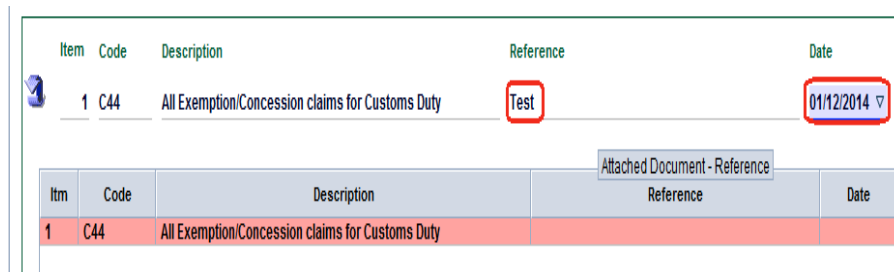 Item Code Description Reference Date
1 C44 All Exemption/Concession claims for Customs Duty Test 01/12/2014
Attached Document - Reference
Itm Code Description Reference Date
1 C44 All Exemption/Concession claims for Customs Duty